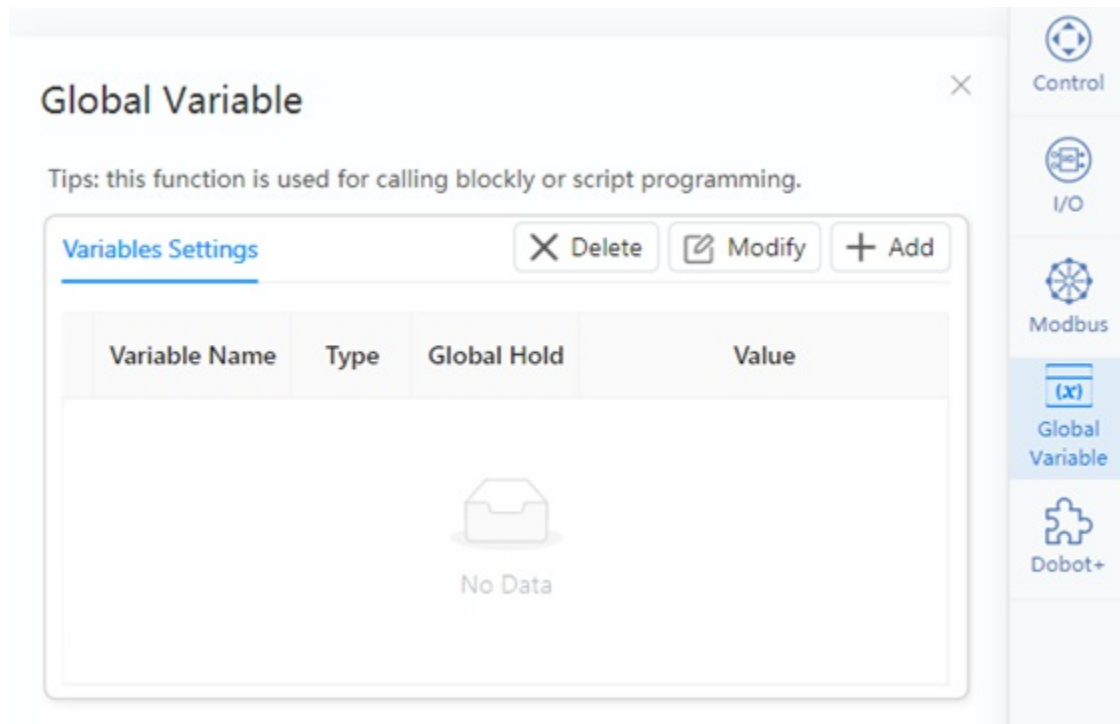 Global Variable
Tips: this function is used for calling blockly or script programming.
Variables Settings
Delete
Modify
Add
Variable Name Type Global Hold Value
No Data
Control
I/O
Modbus
(x)
Global
Variable
Dobot+